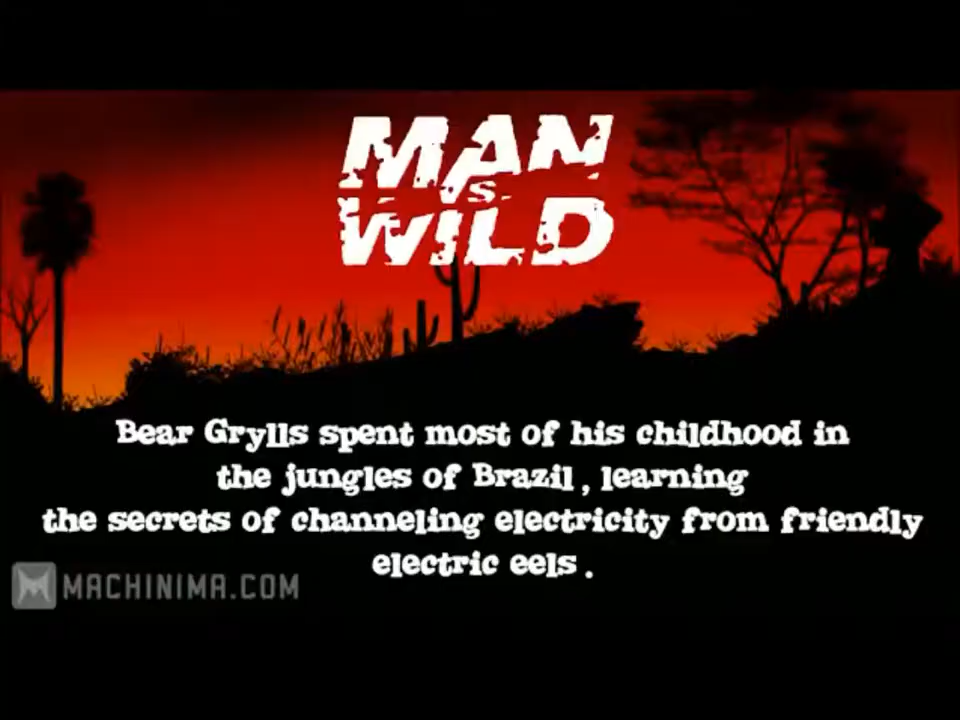 MAN
VS.
WILD
Bear Grylls spent most of his childhood in
the jungles of Brazil, learning
the secrets of channeling electricity from friendly
electric eels.
MACHINIMA.COM